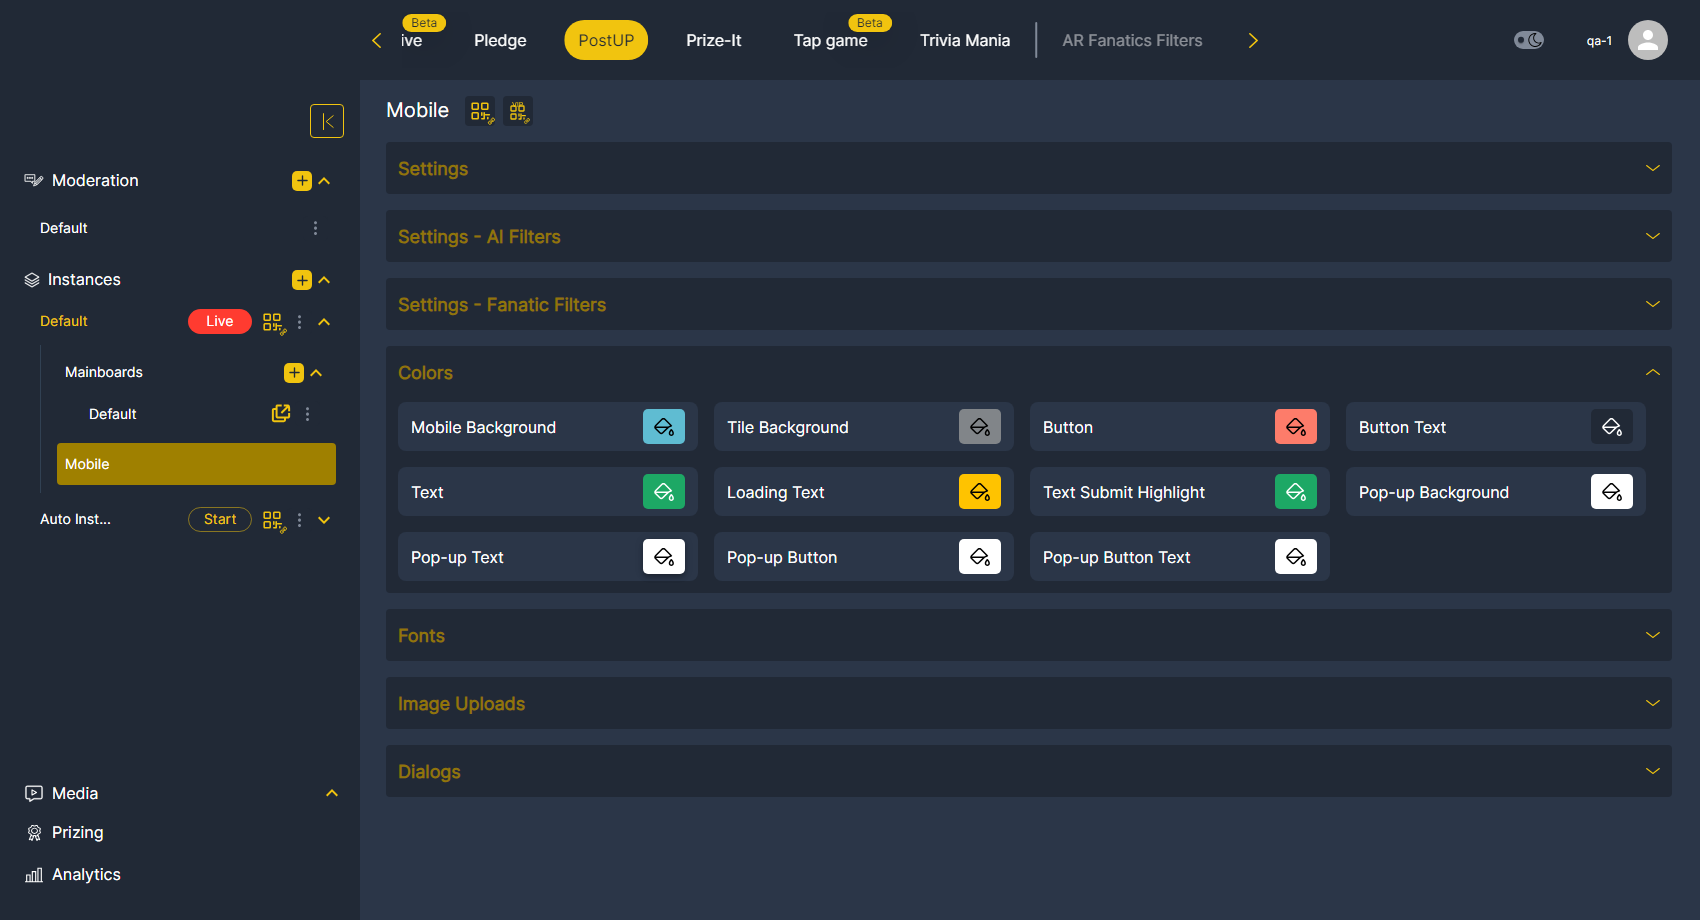 Beta
ive
Pledge
PostUP
Prize-It
Beta
Tap game
Trivia Mania
AR Fanatics Filters
qa-1
Moderation
Default
Instances
Default
Live
Mainboards
Default
Mobile
Auto Inst...
Start
Media
Prizing
Analytics
Mobile
Settings
Settings - AI Filters
Settings - Fanatic Filters
Colors
Mobile Background
Tile Background
Button
Button Text
Text
Loading Text
Text Submit Highlight
Pop-up Background
Pop-up Text
Pop-up Button
Pop-up Button Text
Fonts
Image Uploads
Dialogs